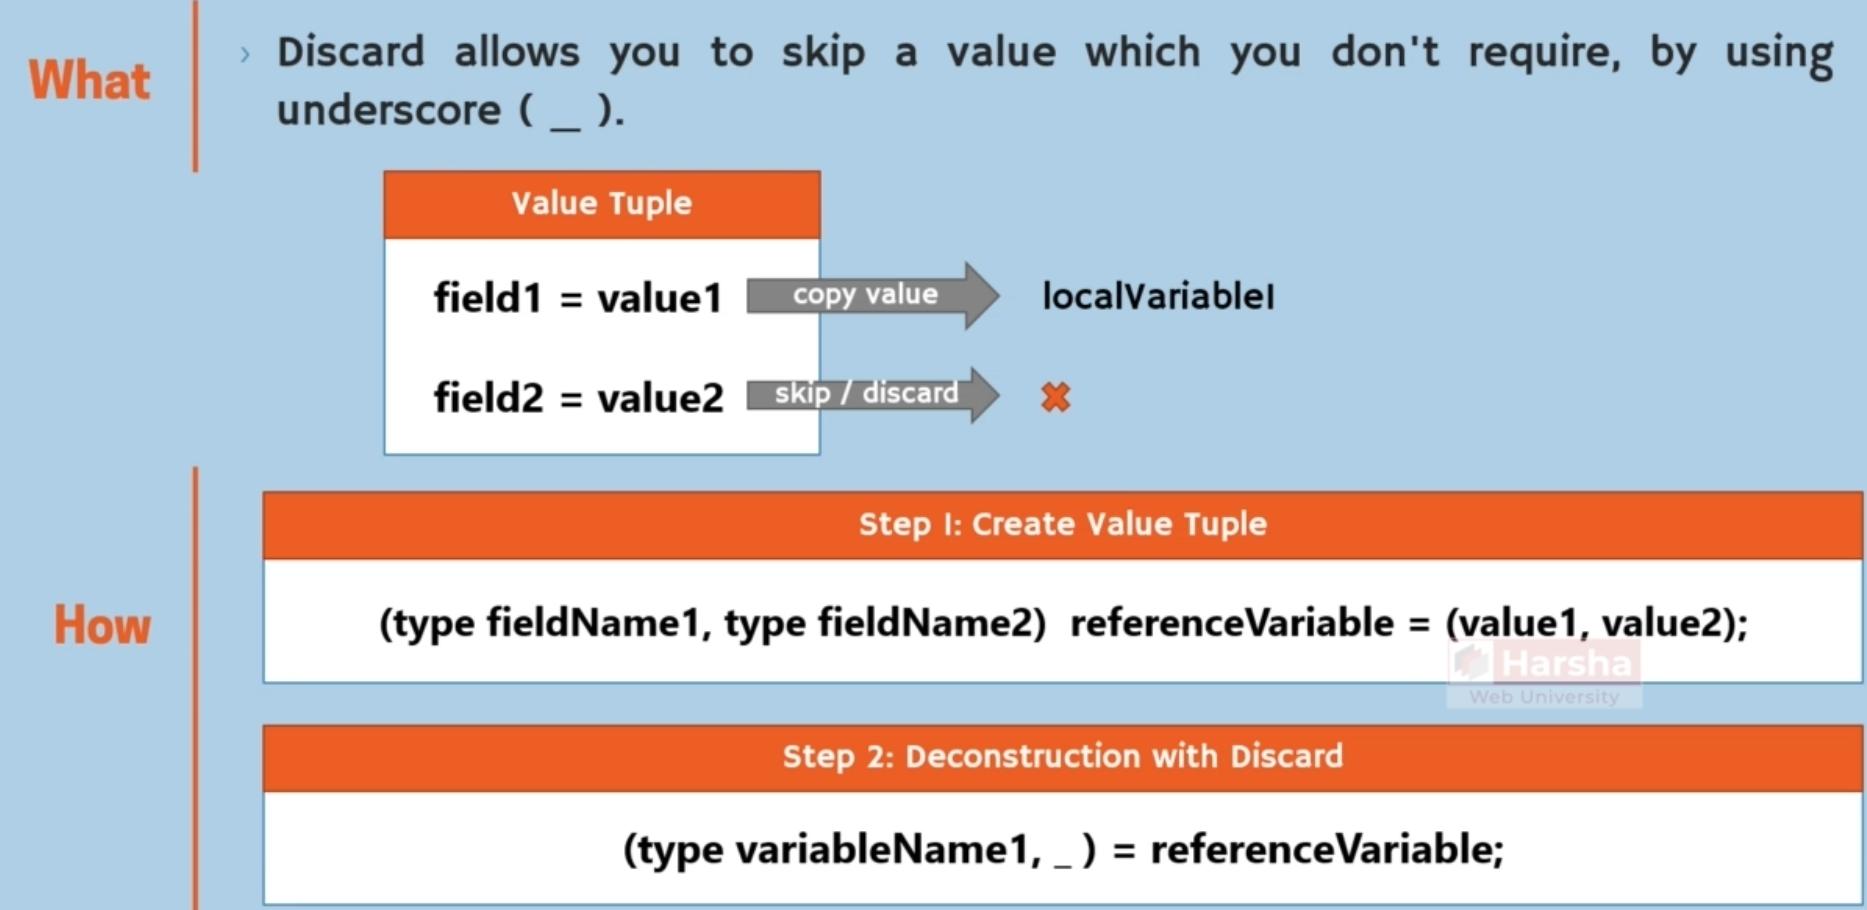 What
› Discard allows you to skip a value which you don't require, by using
underscore ( _ ).
Value Tuple
field1 = value1 copy value localVariable1
field2 = value2 skip / discard ✖
How
Step 1: Create Value Tuple
(type fieldName1, type fieldName2) referenceVariable = (value1, value2);
Harsha
Web University
Step 2: Deconstruction with Discard
(type variableName1, _ ) = referenceVariable;